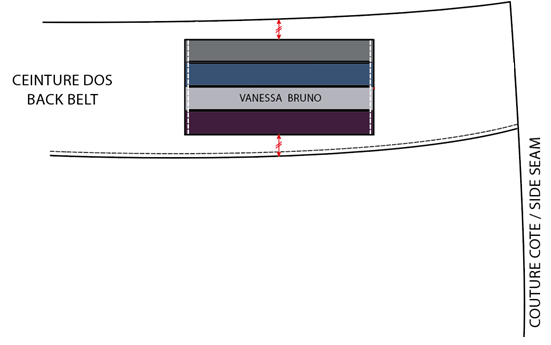 CEINTURE DOS
BACK BELT
VANESSA BRUNO
COUTURE COTE / SIDE SEAM